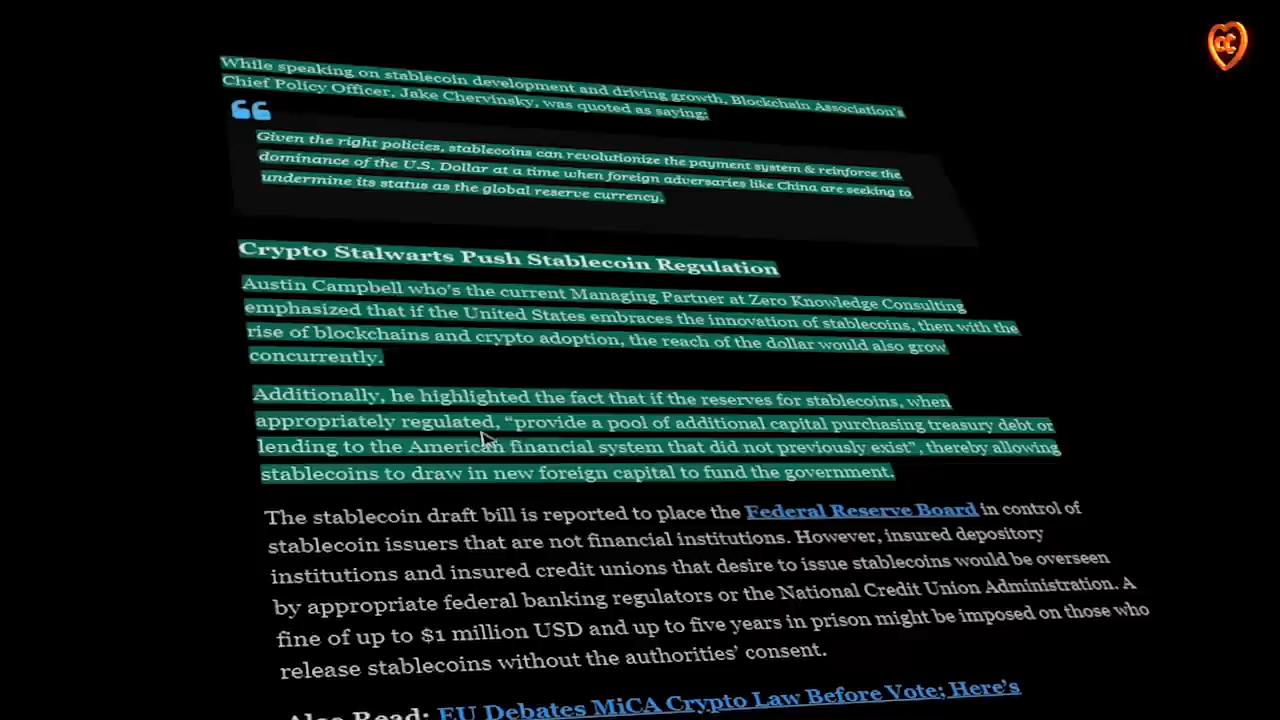 While speaking on stablecoin development and driving growth, Blockchain Association's
Chief Policy Officer, Jake Chervinsky, was quoted as saying:
Given the right policies, stablecoins can revolutionize the payment system & reinforce the
dominance of the U.S. Dollar at a time when foreign adversaries like China are seeking to
undermine its status as the global reserve currency.
Crypto Stalwarts Push Stablecoin Regulation
Austin Campbell who's the current Managing Partner at Zero Knowledge Consulting
emphasized that if the United States embraces the innovation of stablecoins, then with the
rise of blockchains and crypto adoption, the reach of the dollar would also grow
concurrently.
Additionally, he highlighted the fact that if the reserves for stablecoins, when
appropriately regulated, “provide a pool of additional capital purchasing treasury debt or
lending to the American financial system that did not previously exist”, thereby allowing
stablecoins to draw in new foreign capital to fund the government.
The stablecoin draft bill is reported to place the Federal Reserve Board in control of
stablecoin issuers that are not financial institutions. However, insured depository
institutions and insured credit unions that desire to issue stablecoins would be overseen
by appropriate federal banking regulators or the National Credit Union Administration. A
fine of up to $1 million USD and up to five years in prison might be imposed on those who
release stablecoins without the authorities' consent.
Also Read: EU Debates MiCA Crypto Law Before Vote; Here's